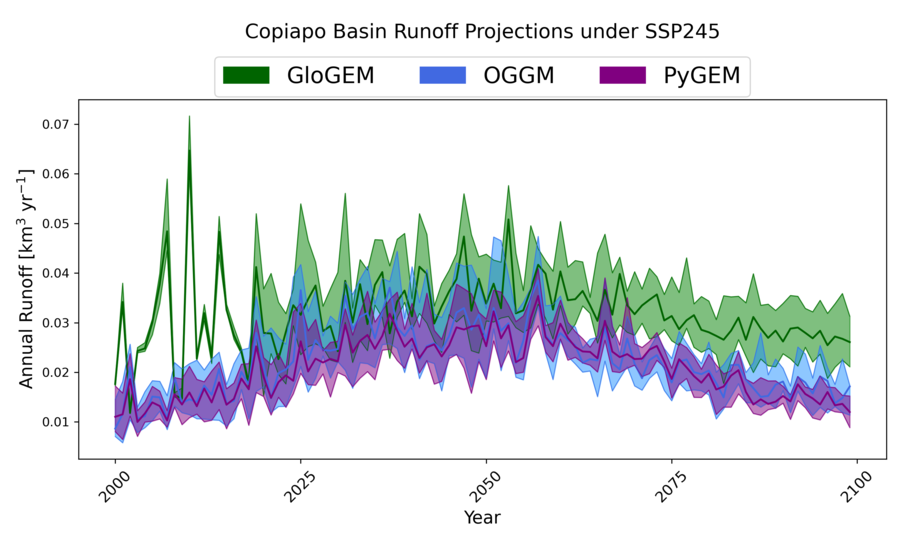 Copiapo Basin Runoff Projections under SSP245
GloGEM OGGM PyGEM
Annual Runoff [km³ yr⁻¹]
0.07
0.06
0.05
0.04
0.03
0.02
0.01
2000 2025 2050 2075 2100
Year